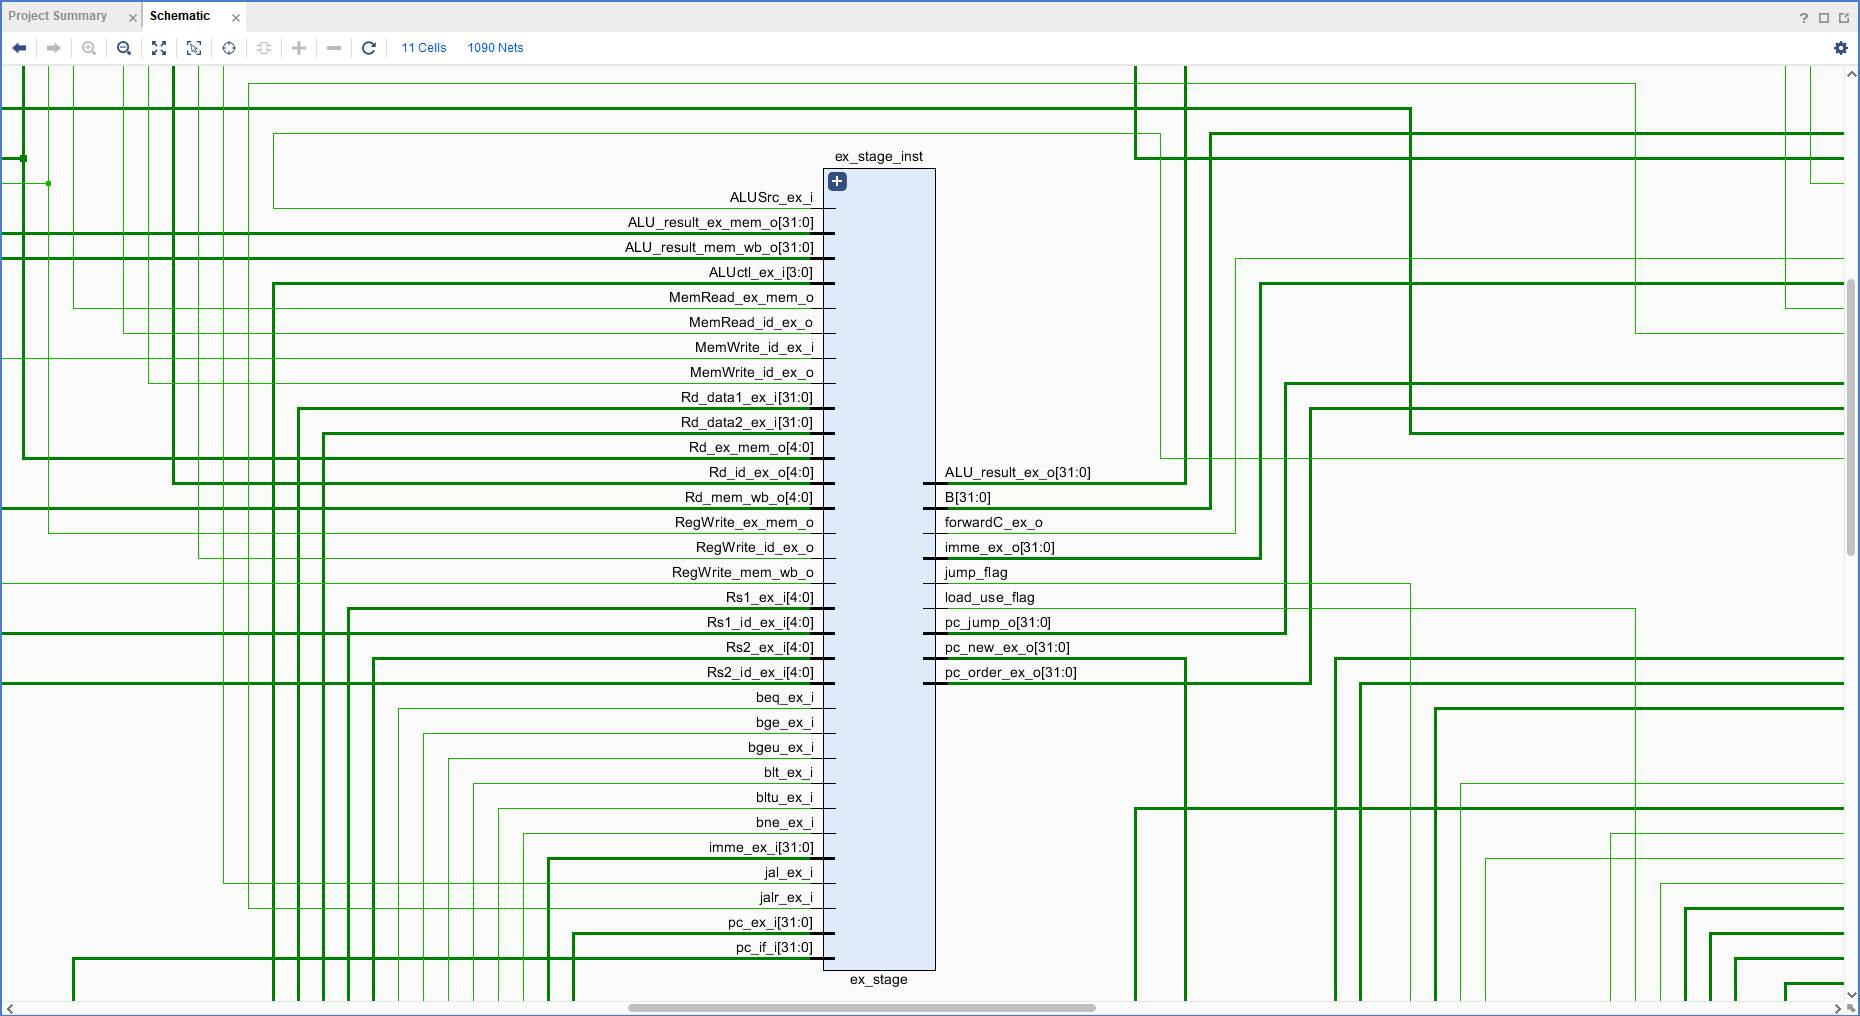 Project Summary
Schematic
11 Cells 1090 Nets
ex_stage_inst
ALUSrc_ex_i
ALU_result_ex_mem_o[31:0]
ALU_result_mem_wb_o[31:0]
ALUctl_ex_i[3:0]
MemRead_ex_mem_o
MemRead_id_ex_o
MemWrite_id_ex_i
MemWrite_id_ex_o
Rd_data1_ex_i[31:0]
Rd_data2_ex_i[31:0]
Rd_ex_mem_o[4:0]
Rd_id_ex_o[4:0]
Rd_mem_wb_o[4:0]
RegWrite_ex_mem_o
RegWrite_id_ex_o
RegWrite_mem_wb_o
Rs1_ex_i[4:0]
Rs1_id_ex_i[4:0]
Rs2_ex_i[4:0]
Rs2_id_ex_i[4:0]
beq_ex_i
bge_ex_i
bgeu_ex_i
blt_ex_i
bltu_ex_i
bne_ex_i
imme_ex_i[31:0]
jal_ex_i
jalr_ex_i
pc_ex_i[31:0]
pc_if_i[31:0]
ALU_result_ex_o[31:0]
B[31:0]
forwardC_ex_o
imme_ex_o[31:0]
jump_flag
load_use_flag
pc_jump_o[31:0]
pc_new_ex_o[31:0]
pc_order_ex_o[31:0]
ex_stage